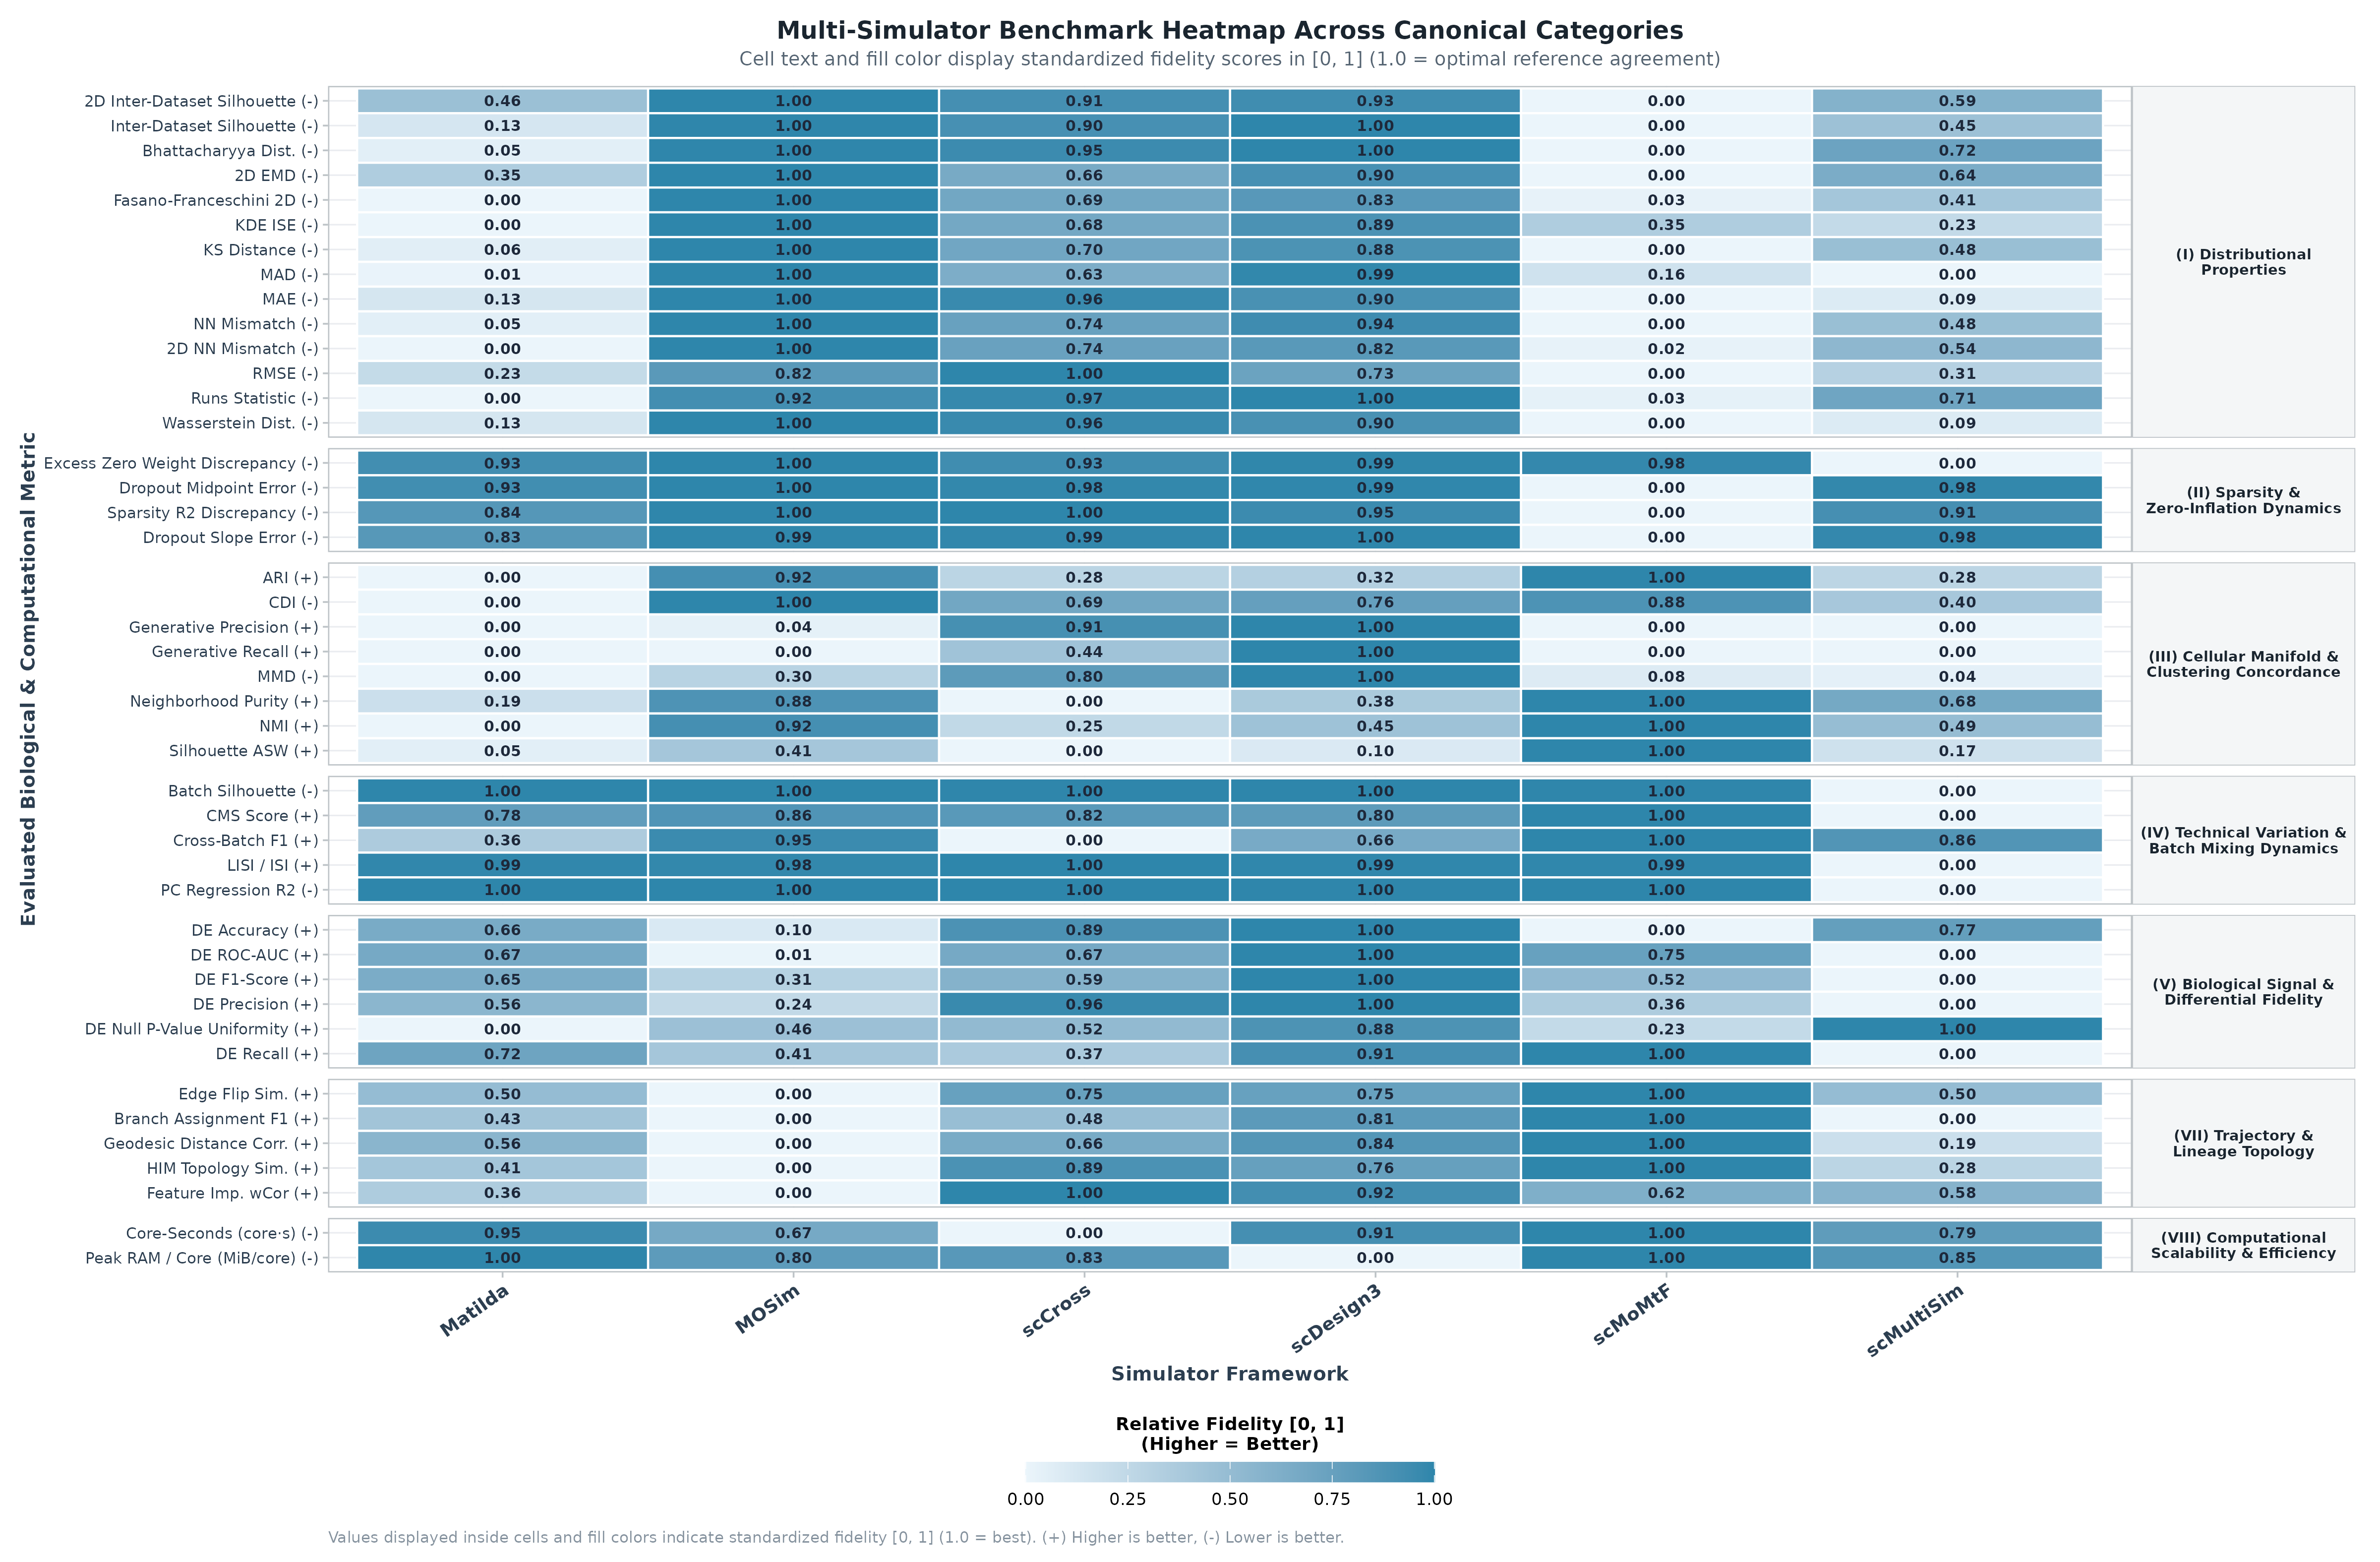 Multi-Simulator Benchmark Heatmap Across Canonical Categories
Cell text and fill color display standardized fidelity scores in [0, 1] (1.0 = optimal reference agreement)
Evaluated Biological & Computational Metric
2D Inter-Dataset Silhouette (-) 0.46 1.00 0.91 0.93 0.00 0.59
Inter-Dataset Silhouette (-) 0.13 1.00 0.90 1.00 0.00 0.45
Bhattacharyya Dist. (-) 0.05 1.00 0.95 1.00 0.00 0.72
2D EMD (-) 0.35 1.00 0.66 0.90 0.00 0.64
Fasano-Franceschini 2D (-) 0.00 1.00 0.69 0.83 0.03 0.41
KDE ISE (-) 0.00 1.00 0.68 0.89 0.35 0.23
KS Distance (-) 0.06 1.00 0.70 0.88 0.00 0.48
MAD (-) 0.01 1.00 0.63 0.99 0.16 0.00
MAE (-) 0.13 1.00 0.96 0.90 0.00 0.09
NN Mismatch (-) 0.05 1.00 0.74 0.94 0.00 0.48
2D NN Mismatch (-) 0.00 1.00 0.74 0.82 0.02 0.54
RMSE (-) 0.23 0.82 1.00 0.73 0.00 0.31
Runs Statistic (-) 0.00 0.92 0.97 1.00 0.03 0.71
Wasserstein Dist. (-) 0.13 1.00 0.96 0.90 0.00 0.09
(I) Distributional
Properties
Excess Zero Weight Discrepancy (-) 0.93 1.00 0.93 0.99 0.98 0.00
Dropout Midpoint Error (-) 0.93 1.00 0.98 0.99 0.00 0.98
Sparsity R2 Discrepancy (-) 0.84 1.00 1.00 0.95 0.00 0.91
Dropout Slope Error (-) 0.83 0.99 0.99 1.00 0.00 0.98
(II) Sparsity &
Zero-Inflation Dynamics
ARI (+) 0.00 0.92 0.28 0.32 1.00 0.28
CDI (-) 0.00 1.00 0.69 0.76 0.88 0.40
Generative Precision (+) 0.00 0.04 0.91 1.00 0.00 0.00
Generative Recall (+) 0.00 0.00 0.44 1.00 0.00 0.00
MMD (-) 0.00 0.30 0.80 1.00 0.08 0.04
Neighborhood Purity (+) 0.19 0.88 0.00 0.38 1.00 0.68
NMI (+) 0.00 0.92 0.25 0.45 1.00 0.49
Silhouette ASW (+) 0.05 0.41 0.00 0.10 1.00 0.17
(III) Cellular Manifold &
Clustering Concordance
Batch Silhouette (-) 1.00 1.00 1.00 1.00 1.00 0.00
CMS Score (+) 0.78 0.86 0.82 0.80 1.00 0.00
Cross-Batch F1 (+) 0.36 0.95 0.00 0.66 1.00 0.86
LISI / ISI (+) 0.99 0.98 1.00 0.99 0.99 0.00
PC Regression R2 (-) 1.00 1.00 1.00 1.00 1.00 0.00
(IV) Technical Variation &
Batch Mixing Dynamics
DE Accuracy (+) 0.66 0.10 0.89 1.00 0.00 0.77
DE ROC-AUC (+) 0.67 0.01 0.67 1.00 0.75 0.00
DE F1-Score (+) 0.65 0.31 0.59 1.00 0.52 0.00
DE Precision (+) 0.56 0.24 0.96 1.00 0.36 0.00
DE Null P-Value Uniformity (+) 0.00 0.46 0.52 0.88 0.23 1.00
DE Recall (+) 0.72 0.41 0.37 0.91 1.00 0.00
(V) Biological Signal &
Differential Fidelity
Edge Flip Sim. (+) 0.50 0.00 0.75 0.75 1.00 0.50
Branch Assignment F1 (+) 0.43 0.00 0.48 0.81 1.00 0.00
Geodesic Distance Corr. (+) 0.56 0.00 0.66 0.84 1.00 0.19
HIM Topology Sim. (+) 0.41 0.00 0.89 0.76 1.00 0.28
Feature Imp. wCor (+) 0.36 0.00 1.00 0.92 0.62 0.58
(VII) Trajectory &
Lineage Topology
Core-Seconds (core·s) (-) 0.95 0.67 0.00 0.91 1.00 0.79
Peak RAM / Core (MiB/core) (-) 1.00 0.80 0.83 0.00 1.00 0.85
(VIII) Computational
Scalability & Efficiency
Matilda MOSim scCross scDesign3 scMoMtF scMultiSim
Simulator Framework
Relative Fidelity [0, 1]
(Higher = Better)
0.00 0.25 0.50 0.75 1.00
Values displayed inside cells and fill colors indicate standardized fidelity [0, 1] (1.0 = best). (+) Higher is better, (-) Lower is better.